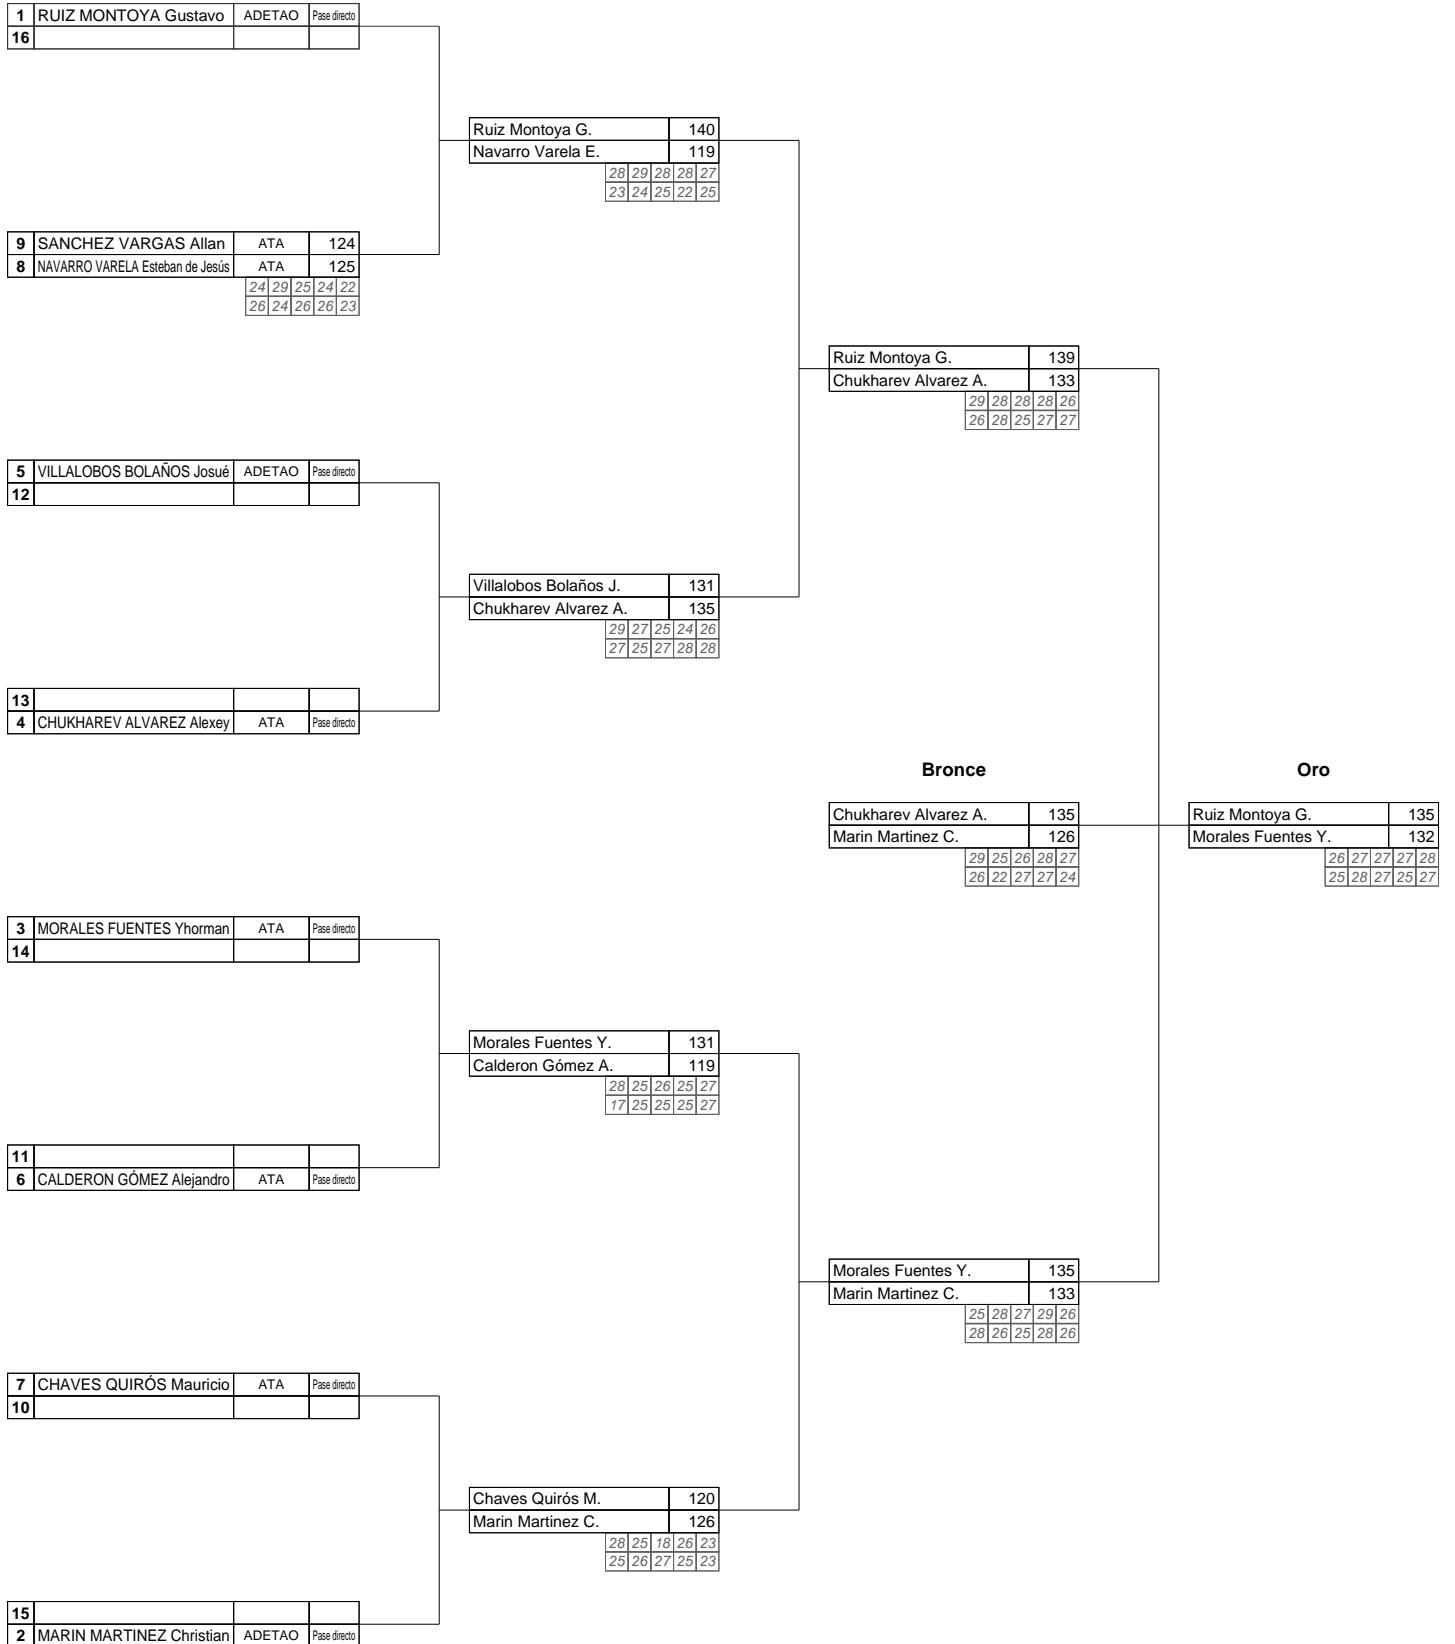 1 RUIZ MONTOYA Gustavo ADETAO Pase directo
16
Ruiz Montoya G. 140
Navarro Varela E. 119
28 29 28 28 27
23 24 25 22 25
9 SANCHEZ VARGAS Allan ATA 124
8 NAVARRO VARELA Esteban de Jesús ATA 125
24 29 25 24 22
26 24 26 26 23
Ruiz Montoya G. 139
Chukharev Alvarez A. 133
29 28 28 28 26
26 28 25 27 27
5 VILLALOBOS BOLAÑOS Josué ADETAO Pase directo
12
Villalobos Bolaños J. 131
Chukharev Alvarez A. 135
29 27 25 24 26
27 25 27 28 28
13
4 CHUKHAREV ALVAREZ Alexey ATA Pase directo
Bronce Oro
Chukharev Alvarez A. 135 Ruiz Montoya G. 135
Marin Martinez C. 126 Morales Fuentes Y. 132
29 25 26 28 27 26 27 27 27 28
26 22 27 27 24 25 28 27 25 27
3 MORALES FUENTES Yhorman ATA Pase directo
14
Morales Fuentes Y. 131
Calderon Gómez A. 119
28 25 26 25 27
17 25 25 25 27
11
6 CALDERON GÓMEZ Alejandro ATA Pase directo
Morales Fuentes Y. 135
Marin Martinez C. 133
25 28 27 29 26
28 26 25 28 26
7 CHAVES QUIRÓS Mauricio ATA Pase directo
10
Chaves Quirós M. 120
Marin Martinez C. 126
28 25 18 26 23
25 26 27 25 23
15
2 MARIN MARTINEZ Christian ADETAO Pase directo